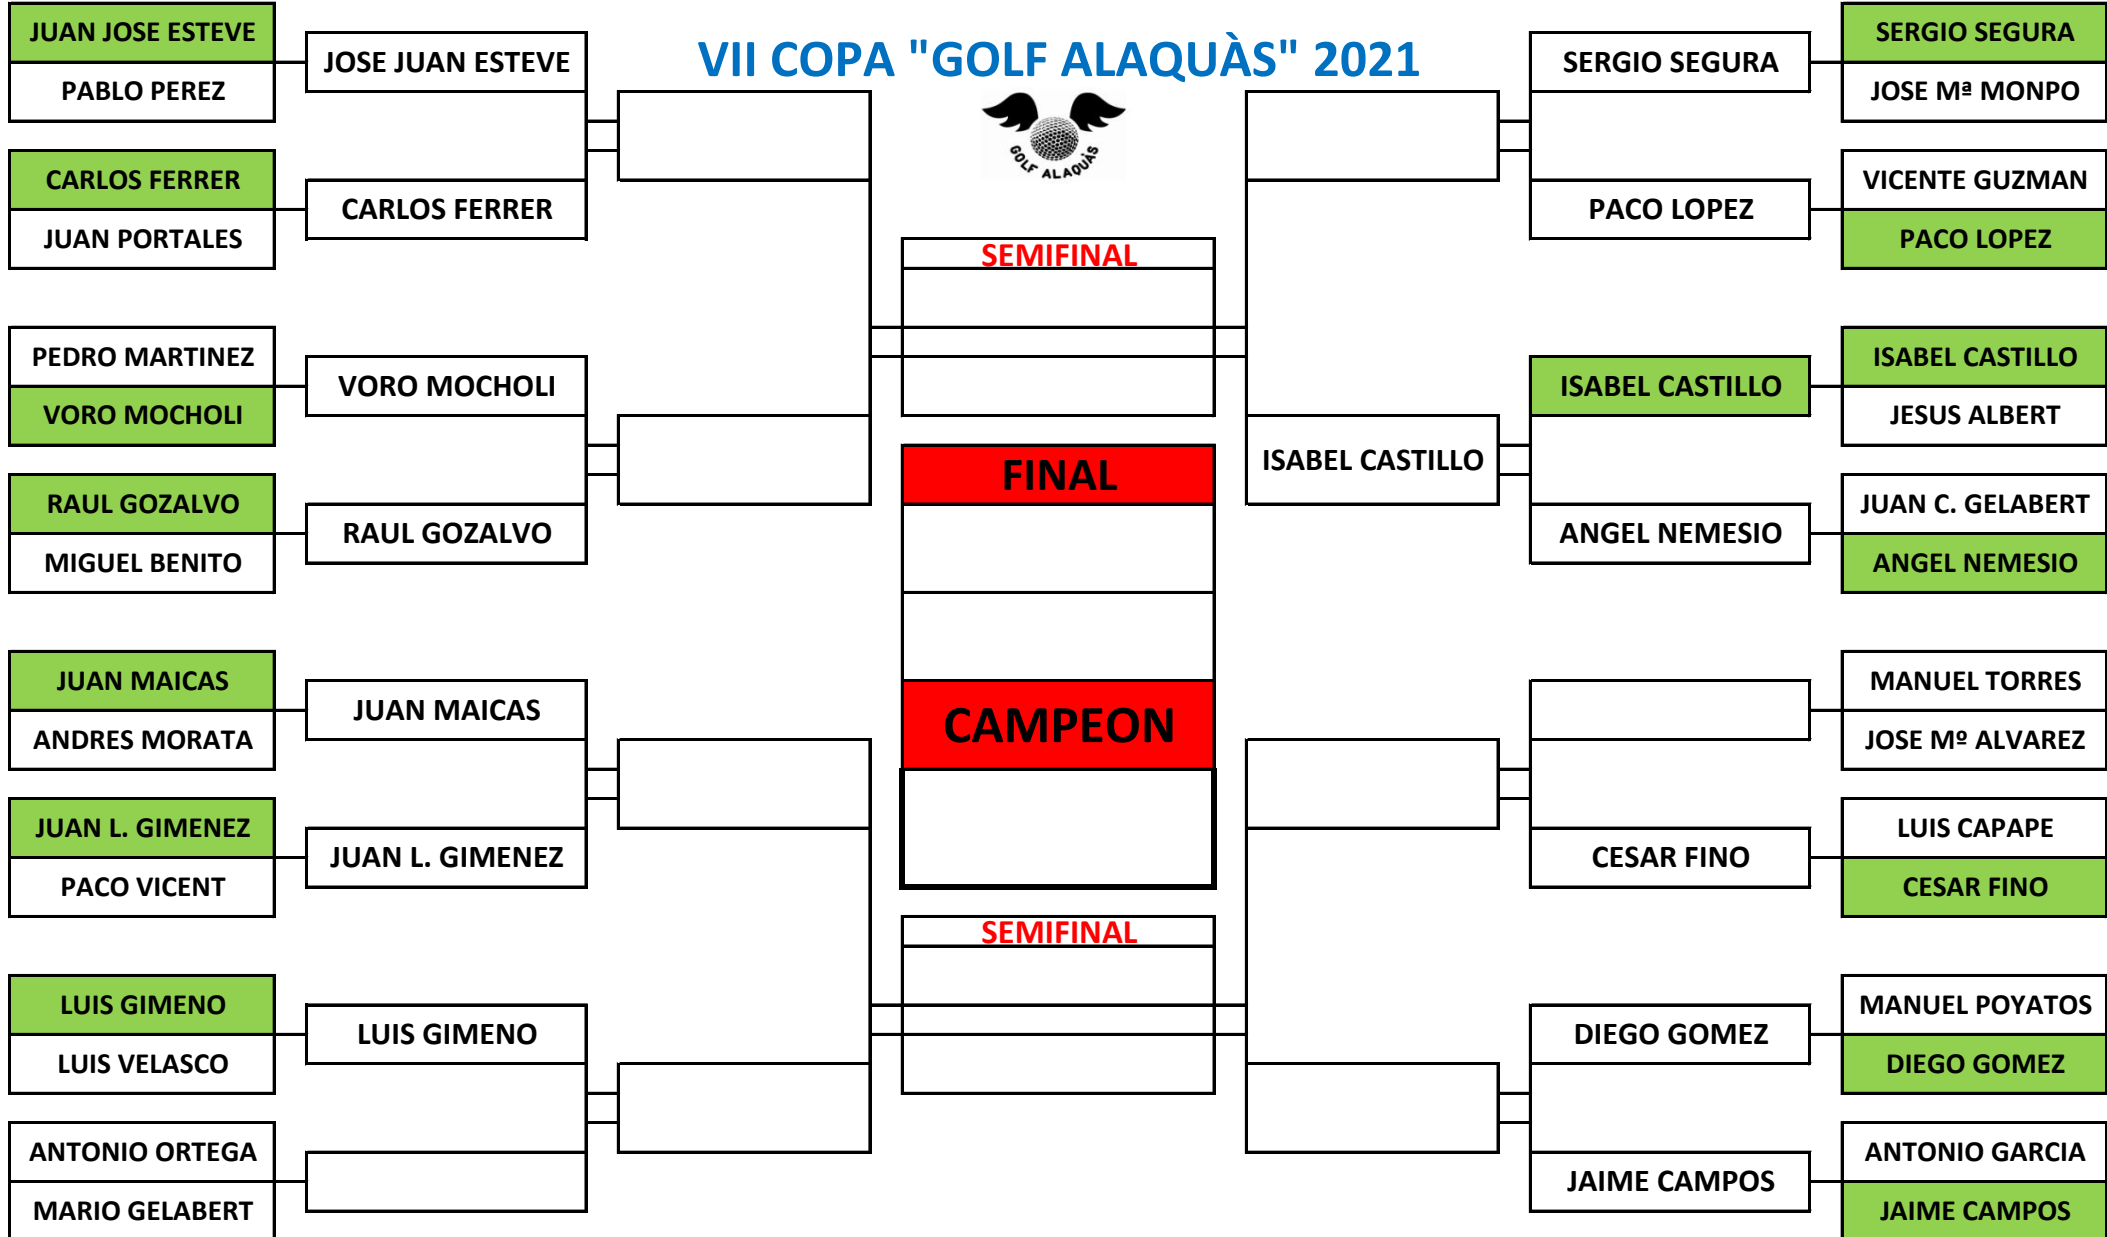 VII COPA "GOLF ALAQUÀS" 2021
GOLF ALAQUÀS
JUAN JOSE ESTEVE
PABLO PEREZ
CARLOS FERRER
JUAN PORTALES
PEDRO MARTINEZ
VORO MOCHOLI
RAUL GOZALVO
MIGUEL BENITO
JUAN MAICAS
ANDRES MORATA
JUAN L. GIMENEZ
PACO VICENT
LUIS GIMENO
LUIS VELASCO
ANTONIO ORTEGA
MARIO GELABERT
JOSE JUAN ESTEVE
CARLOS FERRER
VORO MOCHOLI
RAUL GOZALVO
JUAN MAICAS
JUAN L. GIMENEZ
LUIS GIMENO
SEMIFINAL
FINAL
CAMPEON
SEMIFINAL
ISABEL CASTILLO
SERGIO SEGURA
PACO LOPEZ
ISABEL CASTILLO
ANGEL NEMESIO
CESAR FINO
DIEGO GOMEZ
JAIME CAMPOS
SERGIO SEGURA
JOSE Mª MONPO
VICENTE GUZMAN
PACO LOPEZ
ISABEL CASTILLO
JESUS ALBERT
JUAN C. GELABERT
ANGEL NEMESIO
MANUEL TORRES
JOSE Mº ALVAREZ
LUIS CAPAPE
CESAR FINO
MANUEL POYATOS
DIEGO GOMEZ
ANTONIO GARCIA
JAIME CAMPOS